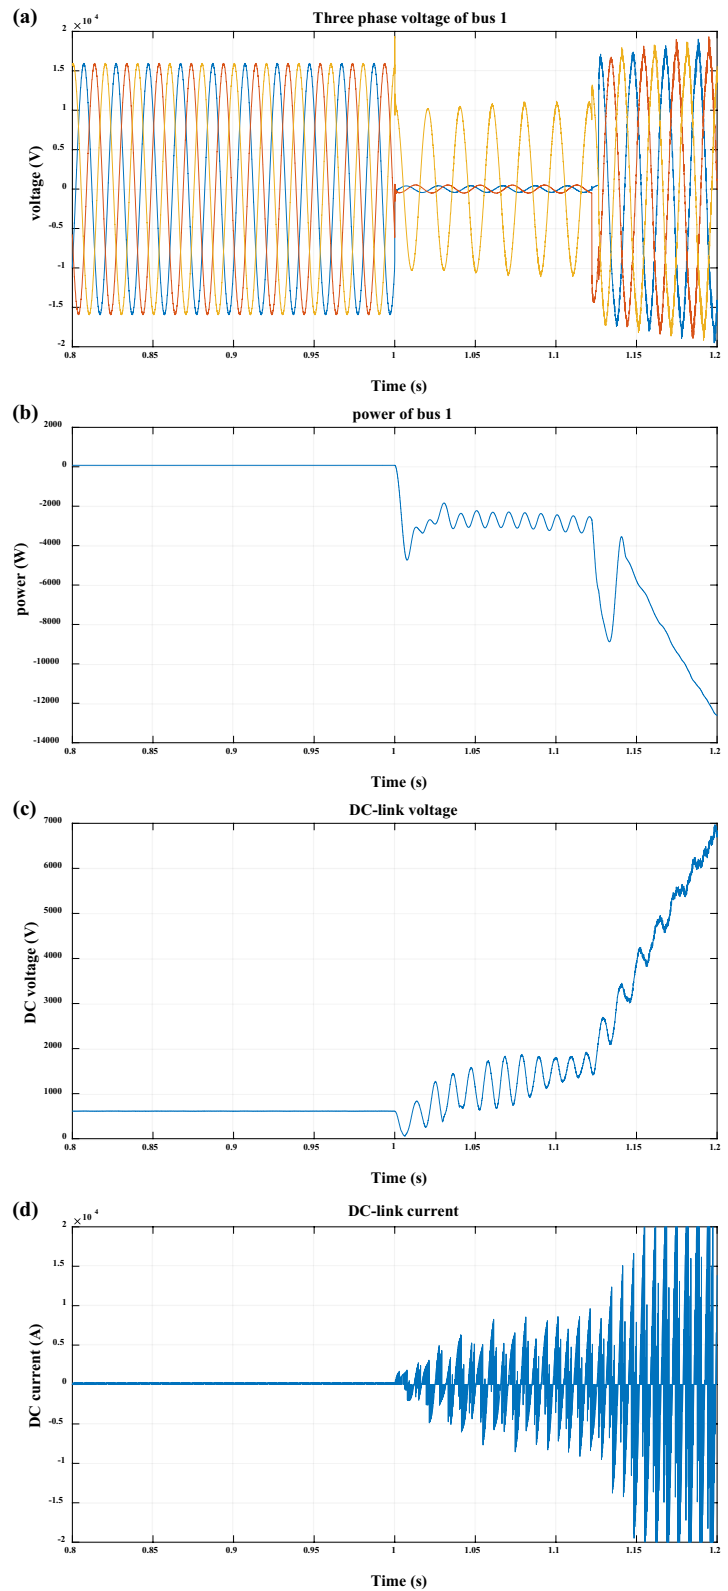 (a)
Three phase voltage of bus 1
×10 4
2
1.5
1
0.5
0
-0.5
-1
-1.5
-2
voltage (V)
0.8 0.85 0.9 0.95 1 1.05 1.1 1.15 1.2
Time (s)
(b)
power of bus 1
2000
0
-2000
-4000
-6000
-8000
-10000
-12000
-14000
power (W)
0.8 0.85 0.9 0.95 1 1.05 1.1 1.15 1.2
Time (s)
(c)
DC-link voltage
7000
6000
5000
4000
3000
2000
1000
0
DC voltage (V)
0.8 0.85 0.9 0.95 1 1.05 1.1 1.15 1.2
Time (s)
(d)
DC-link current
×10 4
2
1.5
1
0.5
0
-0.5
-1
-1.5
-2
DC current (A)
0.8 0.85 0.9 0.95 1 1.05 1.1 1.15 1.2
Time (s)